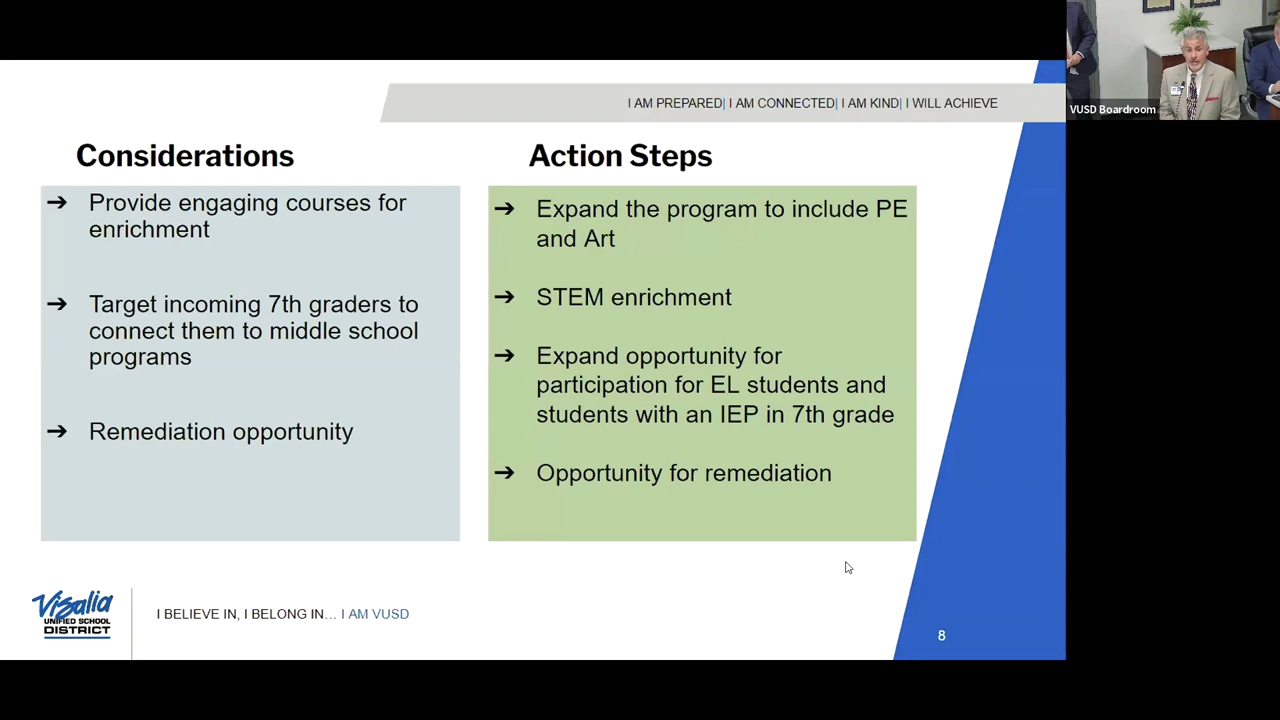 I AM PREPARED| I AM CONNECTED| I AM KIND| I WILL ACHIEVE
VUSD Boardroom
Considerations
➔ Provide engaging courses for
enrichment
➔ Target incoming 7th graders to
connect them to middle school
programs
➔ Remediation opportunity
Action Steps
➔ Expand the program to include PE
and Art
➔ STEM enrichment
➔ Expand opportunity for
participation for EL students and
students with an IEP in 7th grade
➔ Opportunity for remediation
Visalia
UNIFIED SCHOOL
DISTRICT
I BELIEVE IN, I BELONG IN... I AM VUSD
8